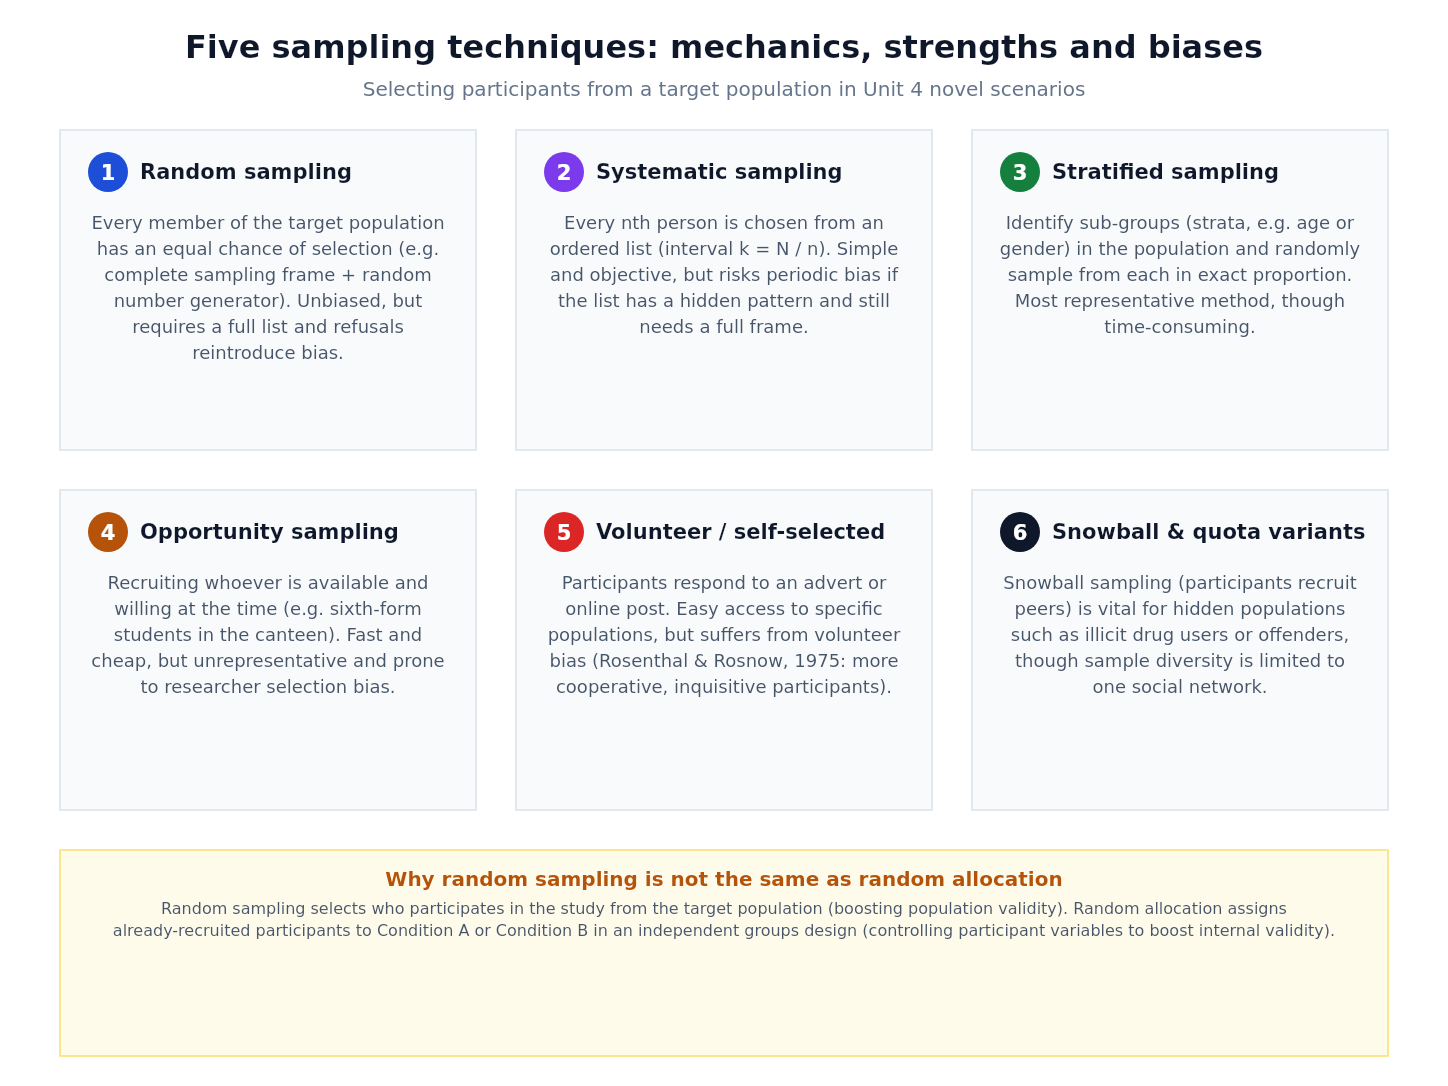 Five sampling techniques: mechanics, strengths and biases
Selecting participants from a target population in Unit 4 novel scenarios
1 Random sampling
Every member of the target population
has an equal chance of selection (e.g.
complete sampling frame + random
number generator). Unbiased, but
requires a full list and refusals
reintroduce bias.
2 Systematic sampling
Every nth person is chosen from an
ordered list (interval k = N / n). Simple
and objective, but risks periodic bias if
the list has a hidden pattern and still
needs a full frame.
3 Stratified sampling
Identify sub-groups (strata, e.g. age or
gender) in the population and randomly
sample from each in exact proportion.
Most representative method, though
time-consuming.
4 Opportunity sampling
Recruiting whoever is available and
willing at the time (e.g. sixth-form
students in the canteen). Fast and
cheap, but unrepresentative and prone
to researcher selection bias.
5 Volunteer / self-selected
Participants respond to an advert or
online post. Easy access to specific
populations, but suffers from volunteer
bias (Rosenthal & Rosnow, 1975: more
cooperative, inquisitive participants).
6 Snowball & quota variants
Snowball sampling (participants recruit
peers) is vital for hidden populations
such as illicit drug users or offenders,
though sample diversity is limited to
one social network.
Why random sampling is not the same as random allocation
Random sampling selects who participates in the study from the target population (boosting population validity). Random allocation assigns
already-recruited participants to Condition A or Condition B in an independent groups design (controlling participant variables to boost internal validity).